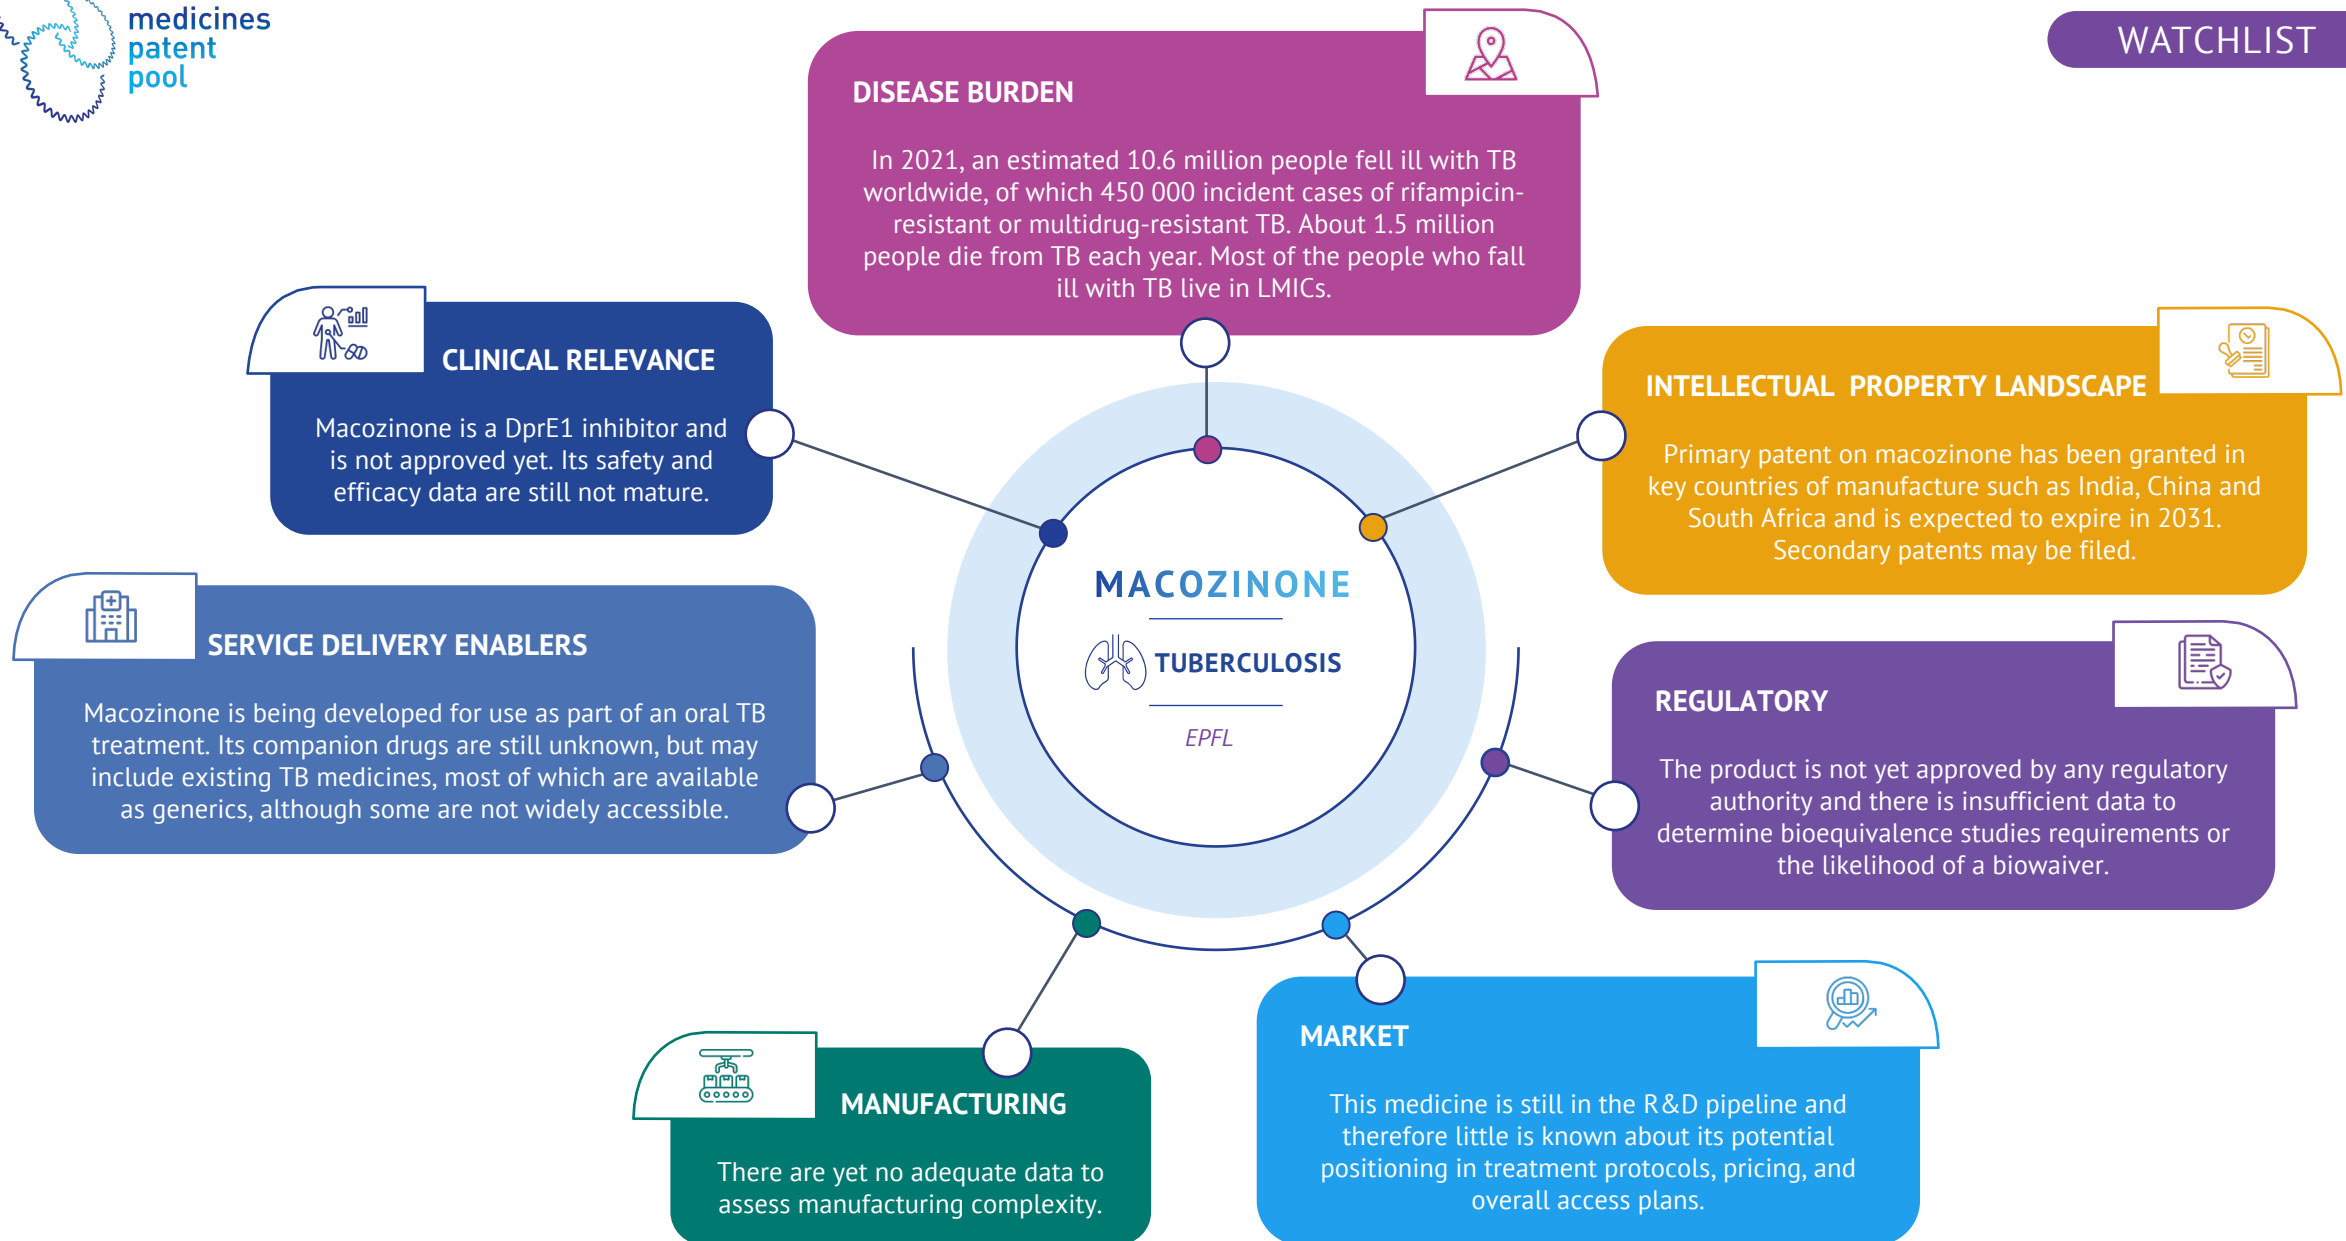 medicines
patent
pool
WATCHLIST
DISEASE BURDEN
In 2021, an estimated 10.6 million people fell ill with TB
worldwide, of which 450 000 incident cases of rifampicin-
resistant or multidrug-resistant TB. About 1.5 million
people die from TB each year. Most of the people who fall
ill with TB live in LMICs.
CLINICAL RELEVANCE
Macozinone is a DprE1 inhibitor and
is not approved yet. Its safety and
efficacy data are still not mature.
INTELLECTUAL PROPERTY LANDSCAPE
Primary patent on macozinone has been granted in
key countries of manufacture such as India, China and
South Africa and is expected to expire in 2031.
Secondary patents may be filed.
MACOZINONE
TUBERCULOSIS
EPFL
SERVICE DELIVERY ENABLERS
Macozinone is being developed for use as part of an oral TB
treatment. Its companion drugs are still unknown, but may
include existing TB medicines, most of which are available
as generics, although some are not widely accessible.
REGULATORY
The product is not yet approved by any regulatory
authority and there is insufficient data to
determine bioequivalence studies requirements or
the likelihood of a biowaiver.
MANUFACTURING
There are yet no adequate data to
assess manufacturing complexity.
MARKET
This medicine is still in the R&D pipeline and
therefore little is known about its potential
positioning in treatment protocols, pricing, and
overall access plans.